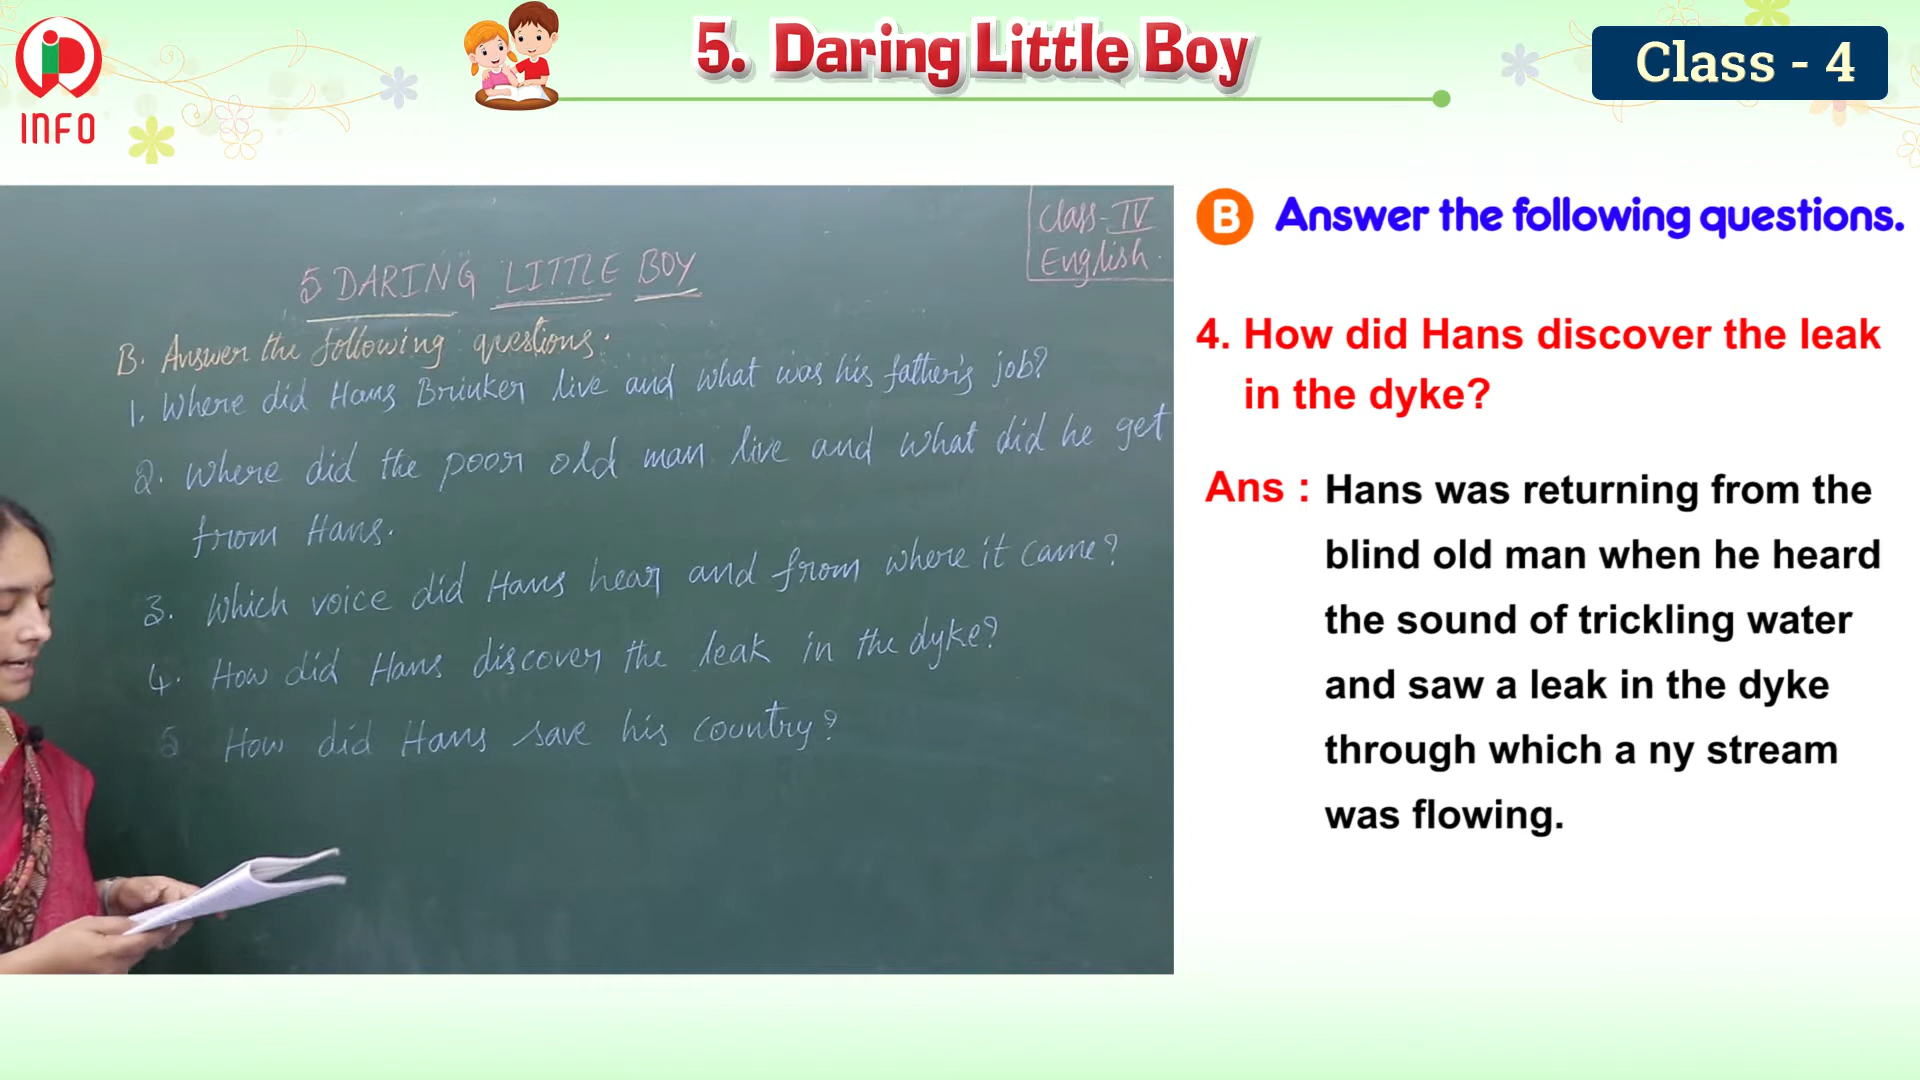 INFO
5. Daring Little Boy
Class - 4
Class-IV
English
5 DARING LITTLE BOY
B. Answer the following questions.
1. Where did Hans Brinker live and what was his father's job?
2. Where did the poor old man live and what did he get
from Hans.
3. Which voice did Hans hear and from where it came?
4. How did Hans discover the leak in the dyke?
5 How did Hans save his country?
B Answer the following questions.
4. How did Hans discover the leak
in the dyke?
Ans : Hans was returning from the
blind old man when he heard
the sound of trickling water
and saw a leak in the dyke
through which a ny stream
was flowing.